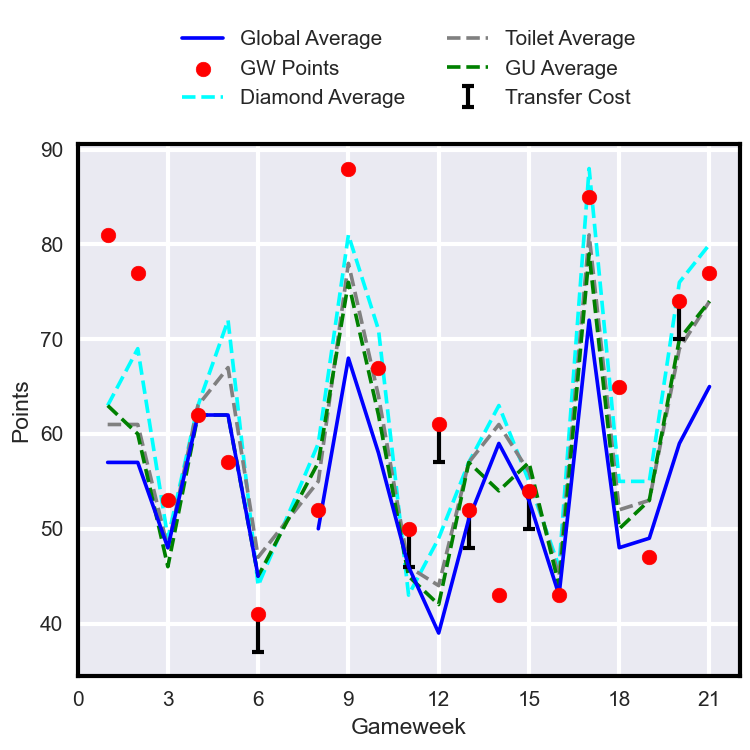 Global Average
GW Points
Diamond Average
Toilet Average
GU Average
Transfer Cost
90
80
70
60
50
40
Points
0 3 6 9 12 15 18 21
Gameweek